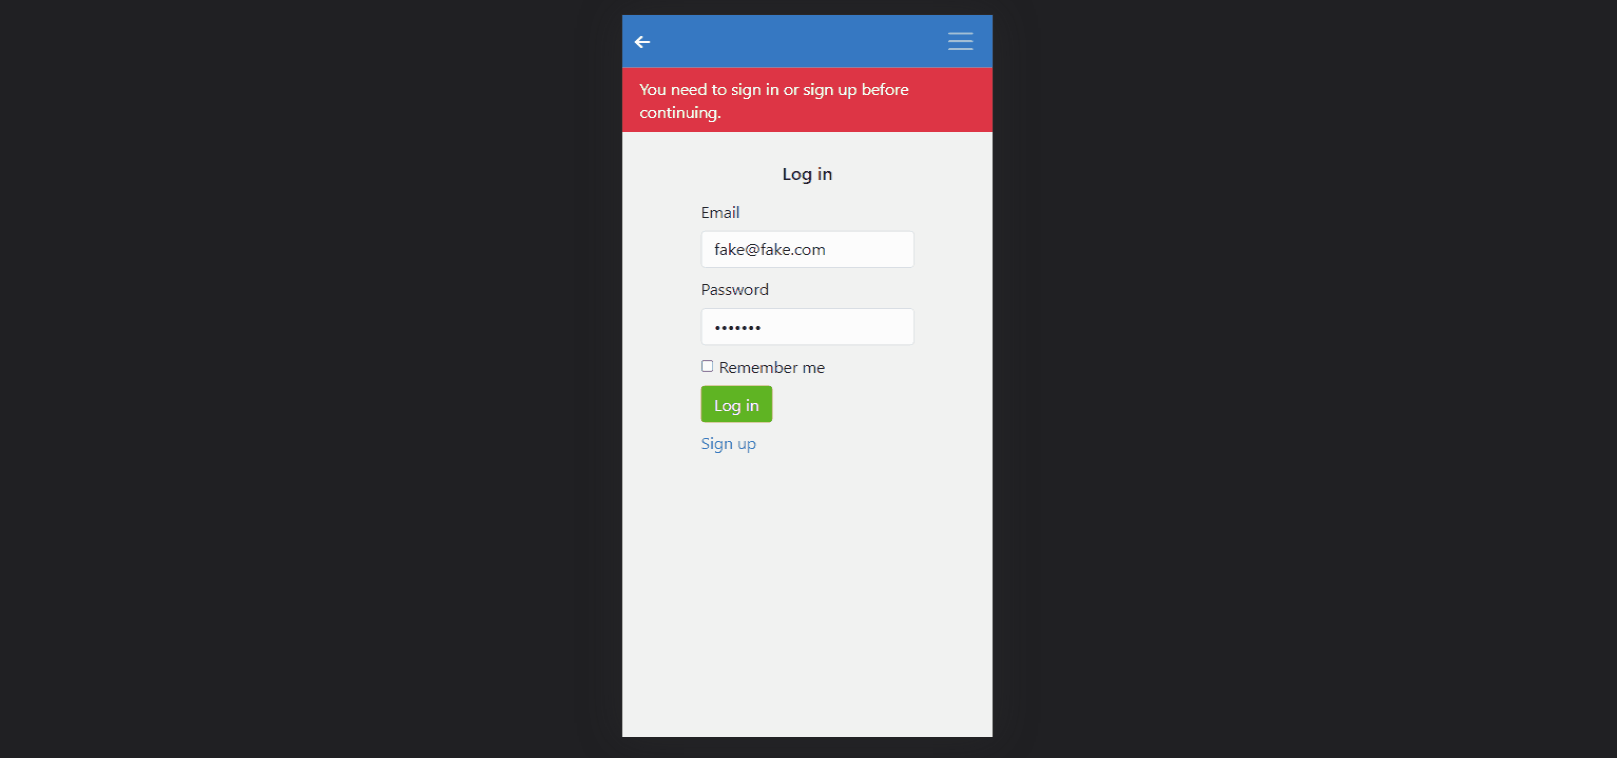 You need to sign in or sign up before
continuing.
Log in
Email
fake@fake.com
Password
•••••••
Remember me
Log in
Sign up